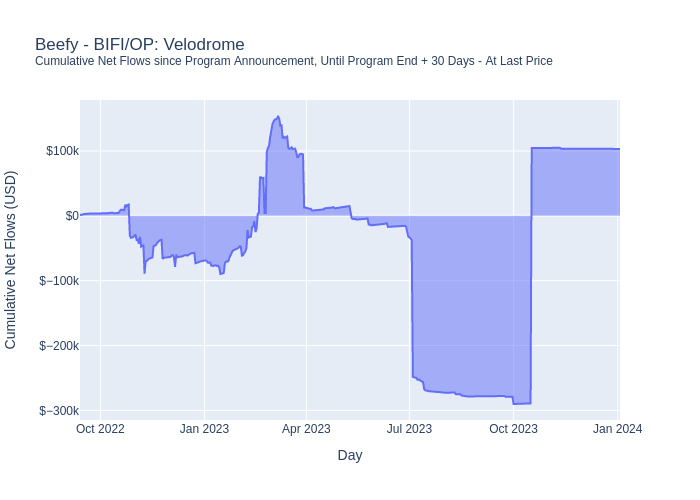 Beefy - BIFI/OP: Velodrome
Cumulative Net Flows since Program Announcement, Until Program End + 30 Days - At Last Price
Cumulative Net Flows (USD)
$100k
$0
$−100k
$−200k
$−300k
Oct 2022
Jan 2023
Apr 2023
Jul 2023
Oct 2023
Jan 2024
Day